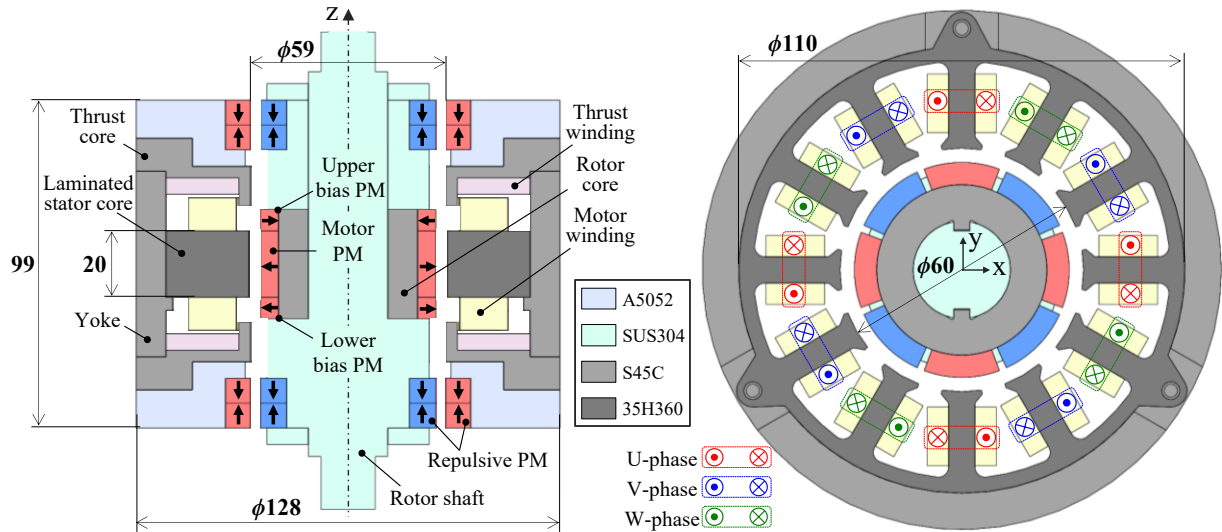 z
ϕ59
ϕ110
Thrust
core
Thrust
winding
Upper
bias PM
Rotor
core
Laminated
stator core
Motor
PM
Motor
winding
99
20
y
x
ϕ60
Yoke
Lower
bias PM
A5052
SUS304
S45C
35H360
Repulsive PM
Rotor shaft
ϕ128
U-phase
V-phase
W-phase